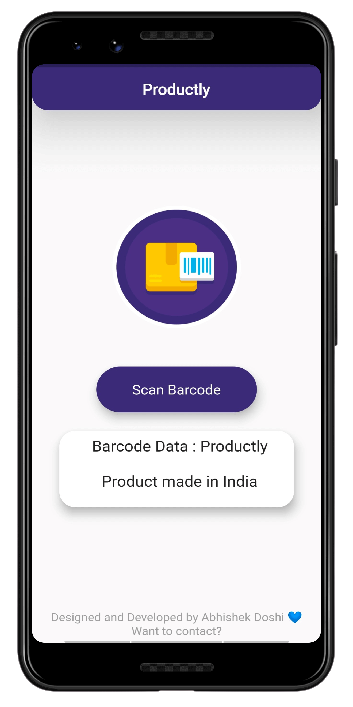 Productly
Scan Barcode
Barcode Data : Productly
Product made in India
Designed and Developed by Abhishek Doshi 💙
Want to contact?